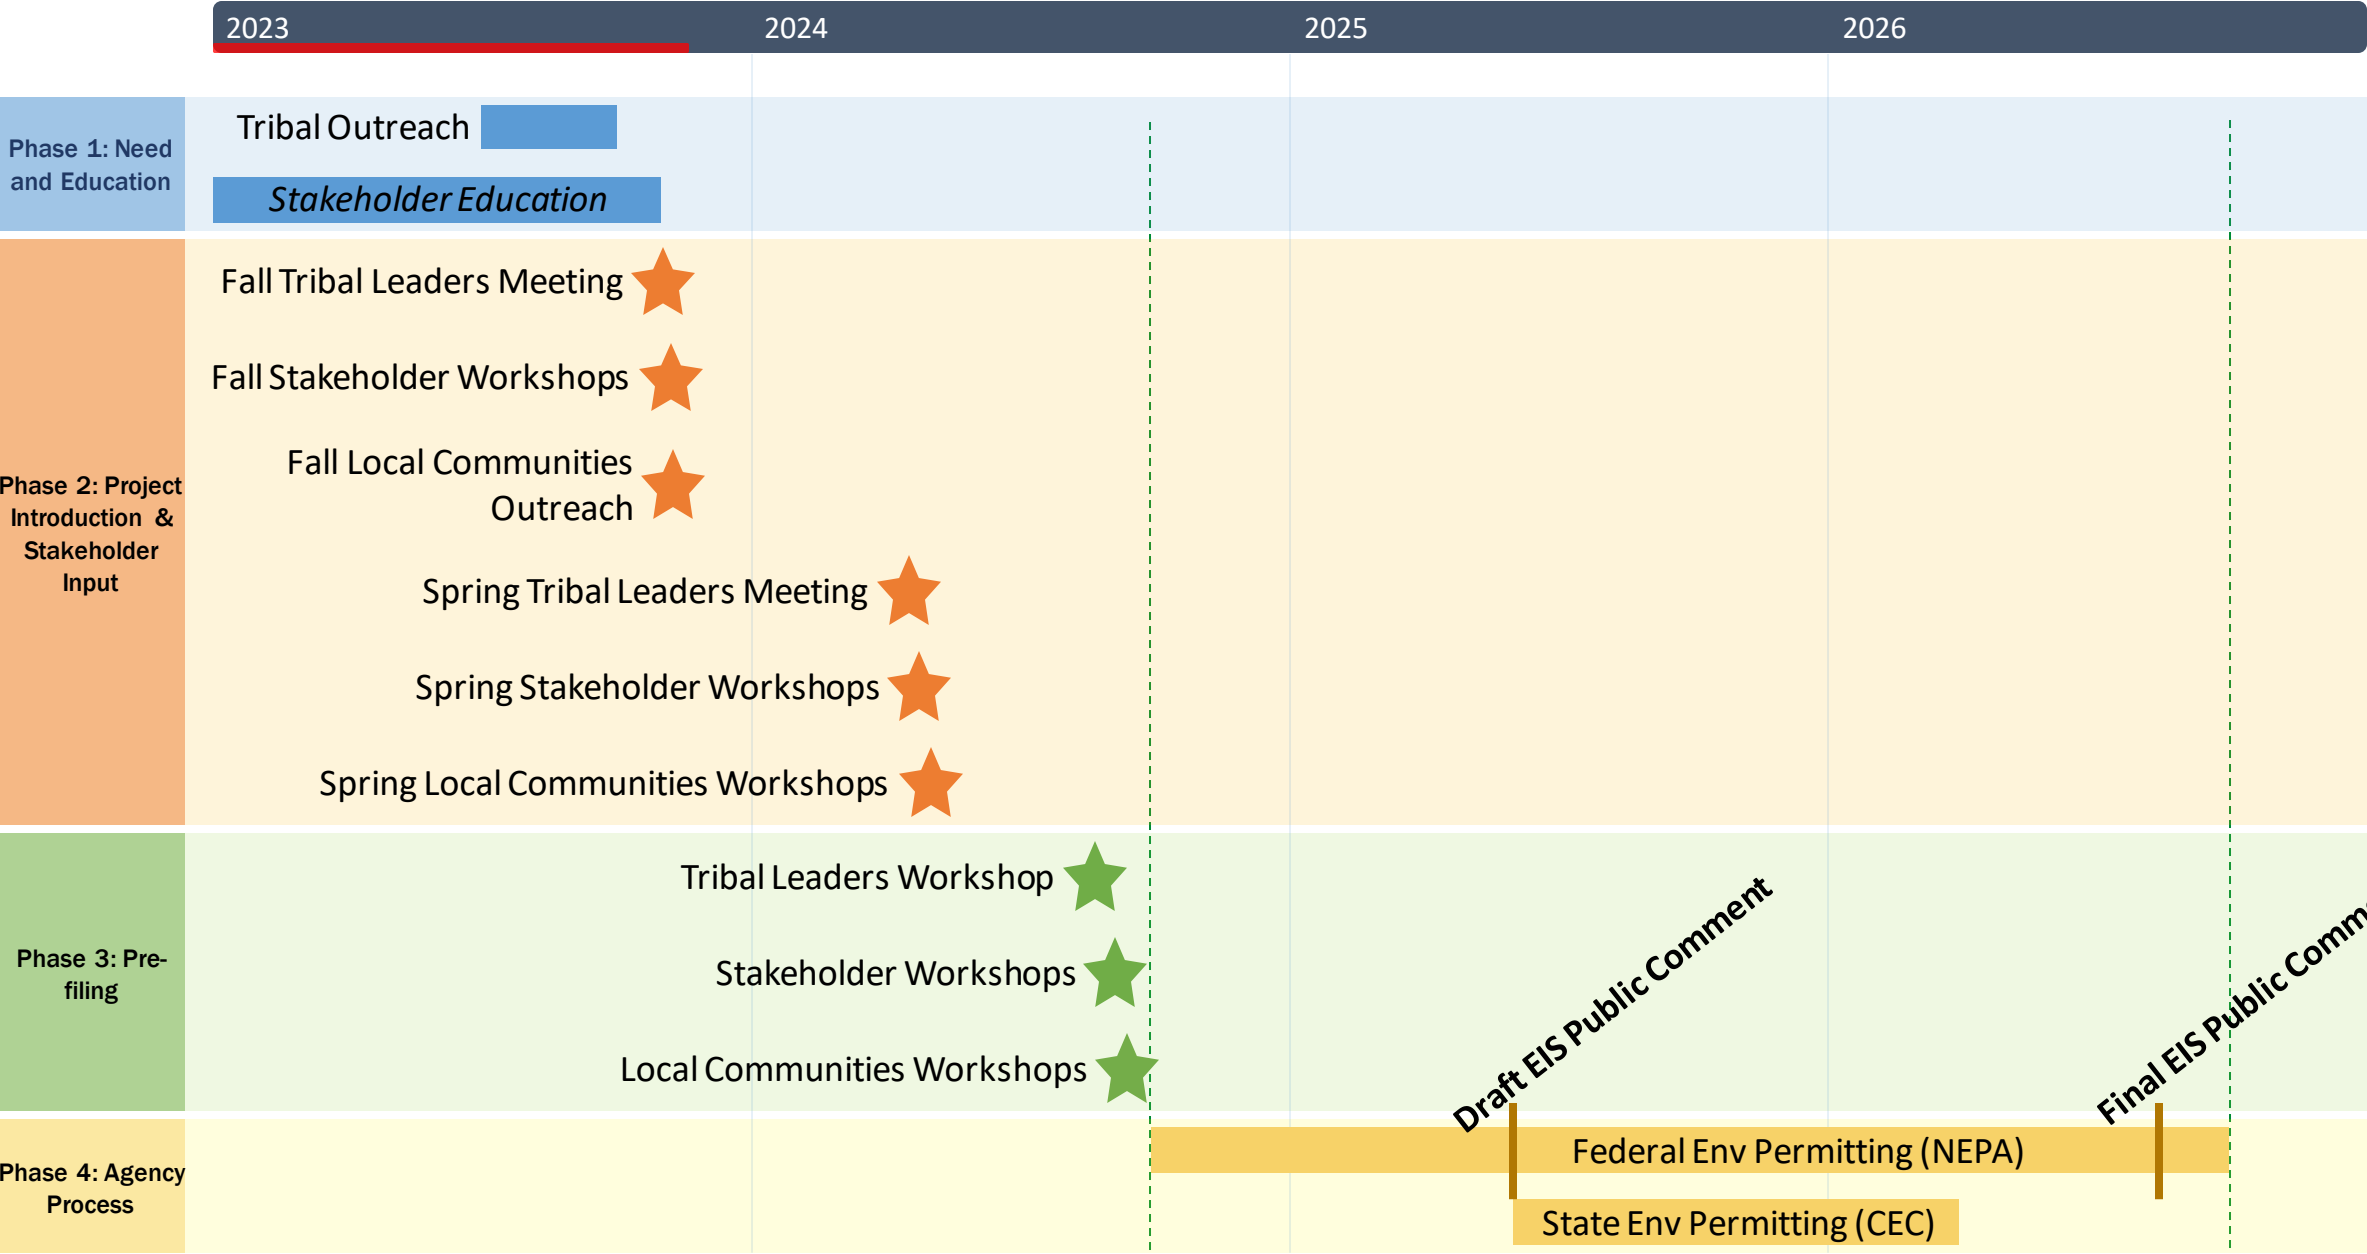 2023 2024 2025 2026
Phase 1: Need
and Education
Tribal Outreach
Stakeholder Education
Phase 2: Project
Introduction &
Stakeholder
Input
Fall Tribal Leaders Meeting
Fall Stakeholder Workshops
Fall Local Communities
Outreach
Spring Tribal Leaders Meeting
Spring Stakeholder Workshops
Spring Local Communities Workshops
Phase 3: Pre-
filing
Tribal Leaders Workshop
Stakeholder Workshops
Local Communities Workshops
Draft EIS Public Comment
Final EIS Public
Phase 4: Agency
Process
Federal Env Permitting (NEPA)
State Env Permitting (CEC)